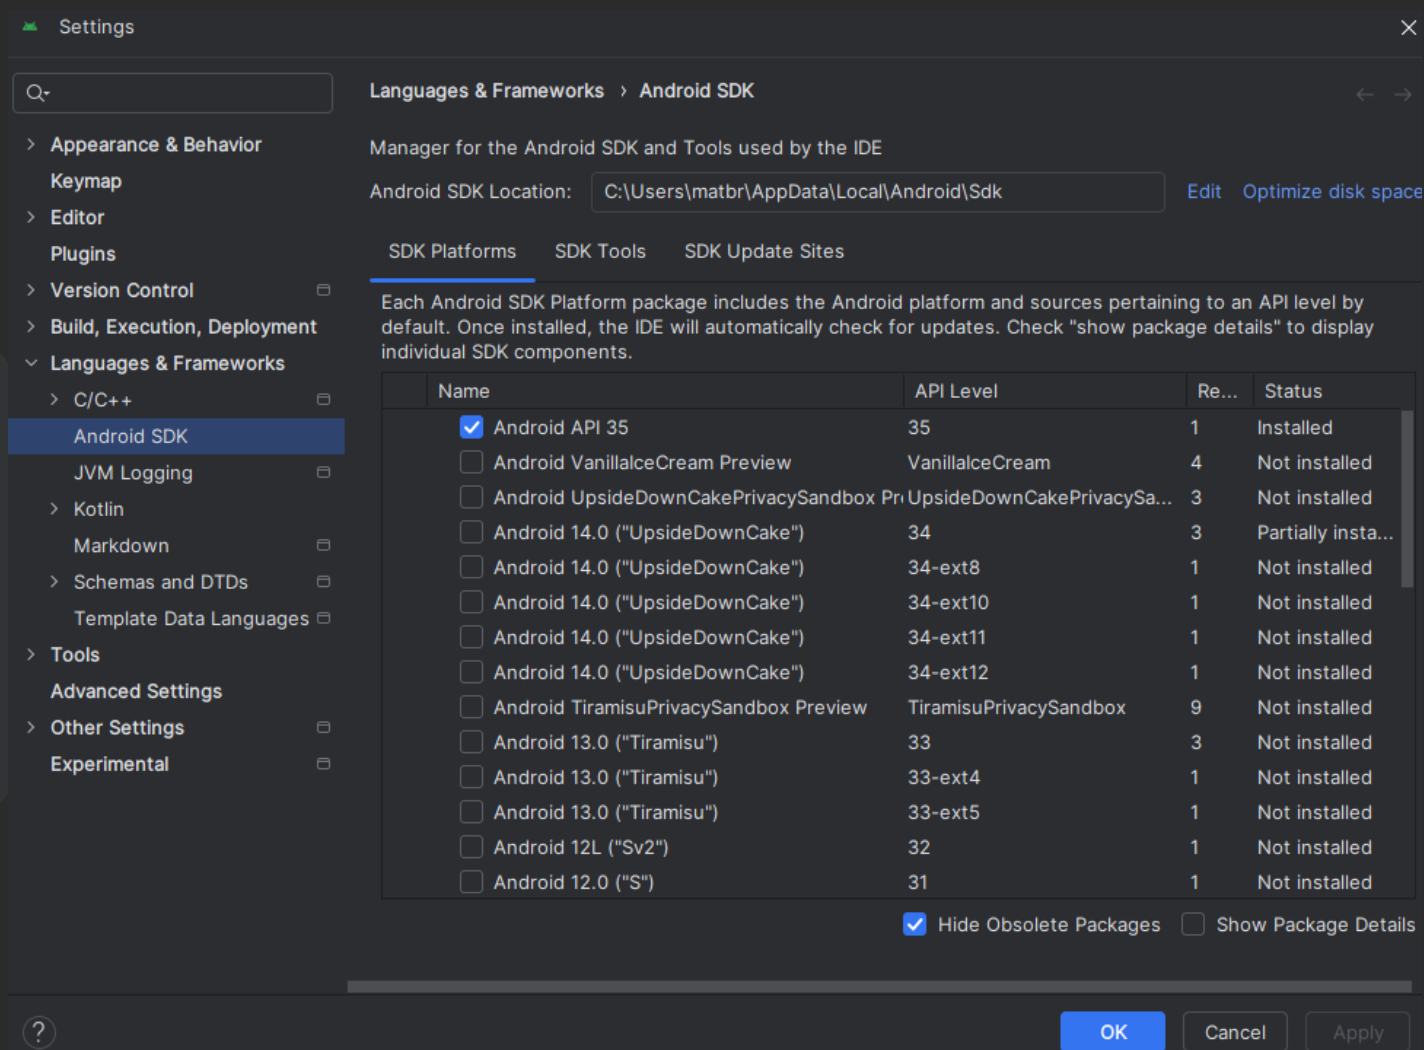 Settings
Languages & Frameworks › Android SDK
Appearance & Behavior
Keymap
Editor
Plugins
Version Control
Build, Execution, Deployment
Languages & Frameworks
C/C++
Android SDK
JVM Logging
Kotlin
Markdown
Schemas and DTDs
Template Data Languages
Tools
Advanced Settings
Other Settings
Experimental
Manager for the Android SDK and Tools used by the IDE
Android SDK Location: C:\Users\matbr\AppData\Local\Android\Sdk Edit Optimize disk space
SDK Platforms SDK Tools SDK Update Sites
Each Android SDK Platform package includes the Android platform and sources pertaining to an API level by
default. Once installed, the IDE will automatically check for updates. Check "show package details" to display
individual SDK components.
Name API Level Re... Status
Android API 35 35 1 Installed
Android VanillaIceCream Preview VanillaIceCream 4 Not installed
Android UpsideDownCakePrivacySandbox Pr UpsideDownCakePrivacySa... 3 Not installed
Android 14.0 ("UpsideDownCake") 34 3 Partially insta...
Android 14.0 ("UpsideDownCake") 34-ext8 1 Not installed
Android 14.0 ("UpsideDownCake") 34-ext10 1 Not installed
Android 14.0 ("UpsideDownCake") 34-ext11 1 Not installed
Android 14.0 ("UpsideDownCake") 34-ext12 1 Not installed
Android TiramisuPrivacySandbox Preview TiramisuPrivacySandbox 9 Not installed
Android 13.0 ("Tiramisu") 33 3 Not installed
Android 13.0 ("Tiramisu") 33-ext4 1 Not installed
Android 13.0 ("Tiramisu") 33-ext5 1 Not installed
Android 12L ("Sv2") 32 1 Not installed
Android 12.0 ("S") 31 1 Not installed
Hide Obsolete Packages Show Package Details
? OK Cancel Apply